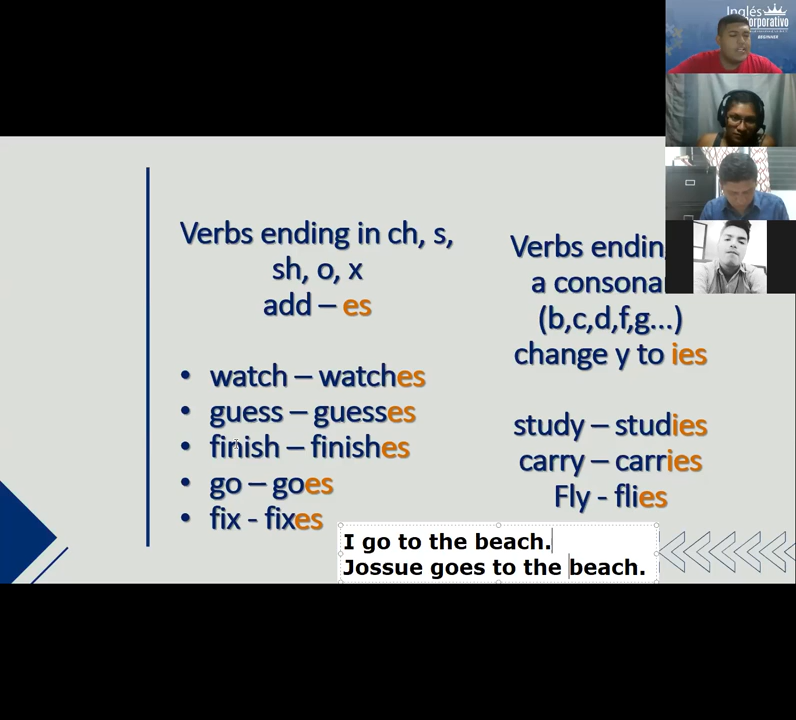 Inglés
BEGINNER
Verbs ending in ch, s,
sh, o, x
add – es
• watch – watches
• guess – guesses
• finish – finishes
• go – goes
• fix - fixes
Verbs endin
a consona
(b,c,d,f,g...)
change y to ies
study – studies
carry – carries
Fly - flies
I go to the beach.
Jossue goes to the beach.